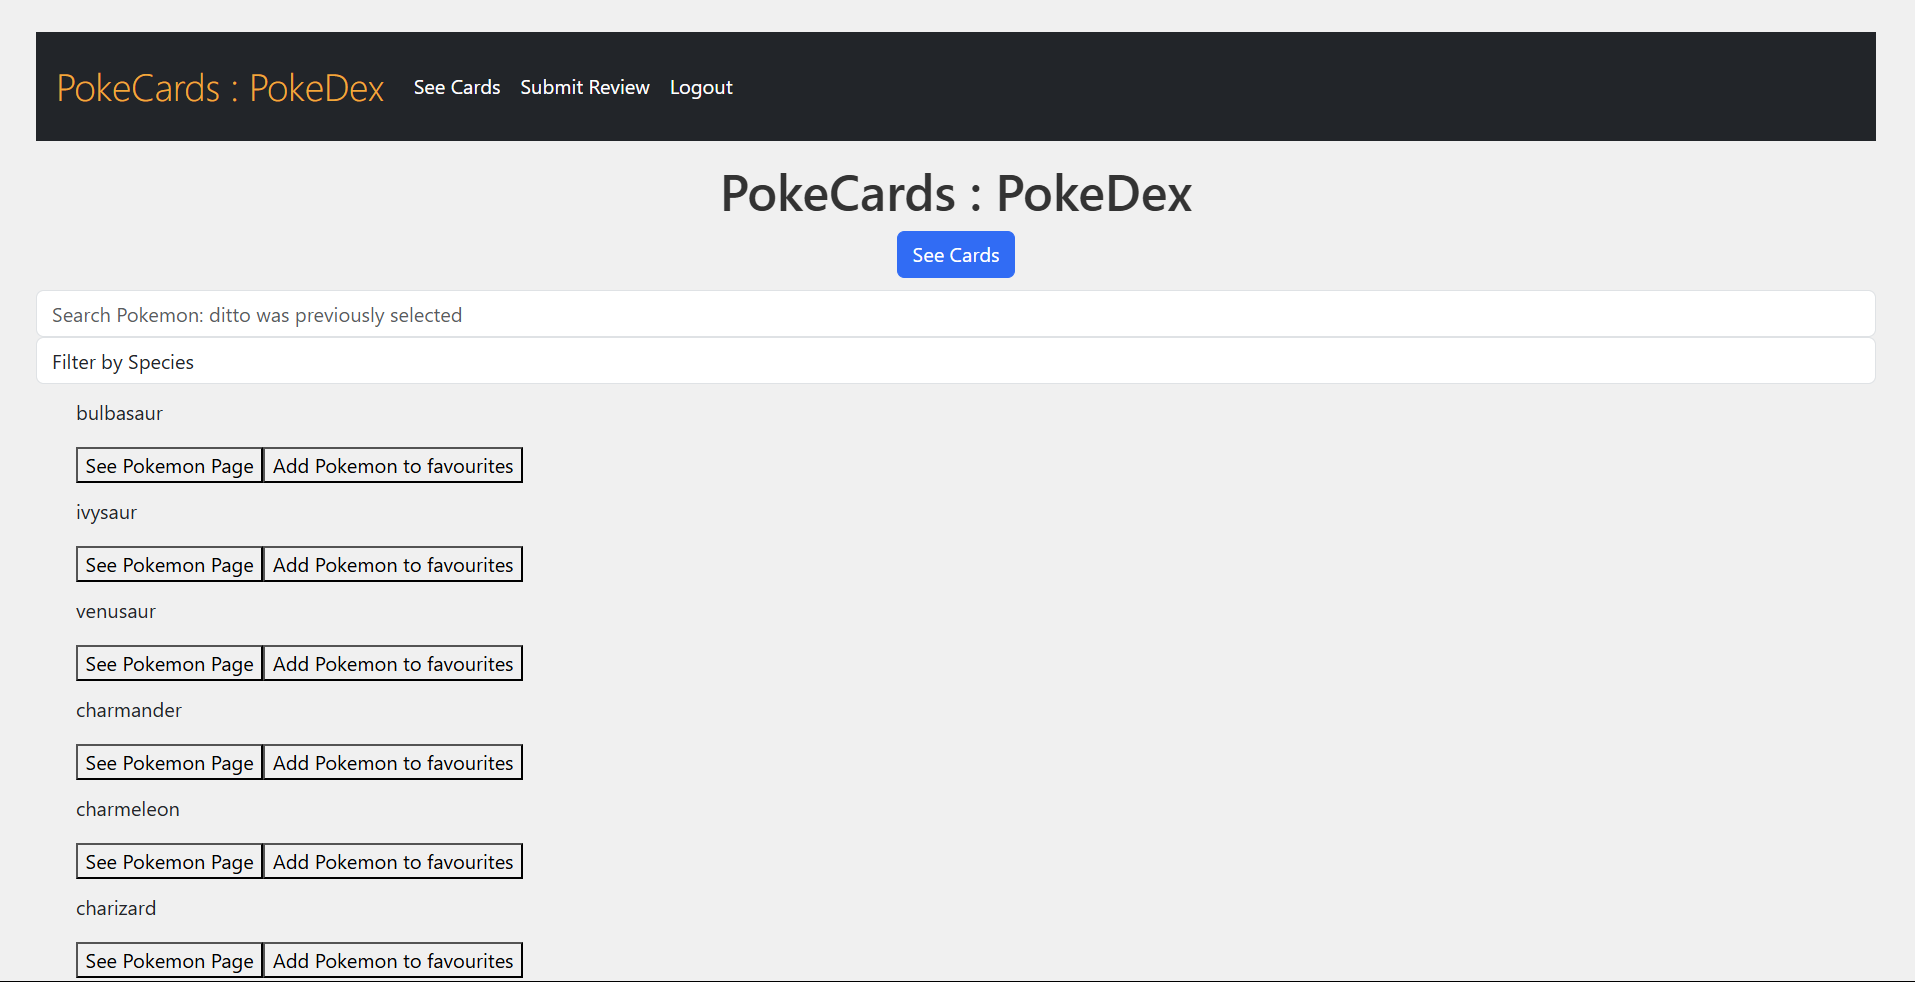 PokeCards : PokeDex See Cards Submit Review Logout
PokeCards : PokeDex
See Cards
Search Pokemon: ditto was previously selected
Filter by Species
bulbasaur
See Pokemon Page Add Pokemon to favourites
ivysaur
See Pokemon Page Add Pokemon to favourites
venusaur
See Pokemon Page Add Pokemon to favourites
charmander
See Pokemon Page Add Pokemon to favourites
charmeleon
See Pokemon Page Add Pokemon to favourites
charizard
See Pokemon Page Add Pokemon to favourites